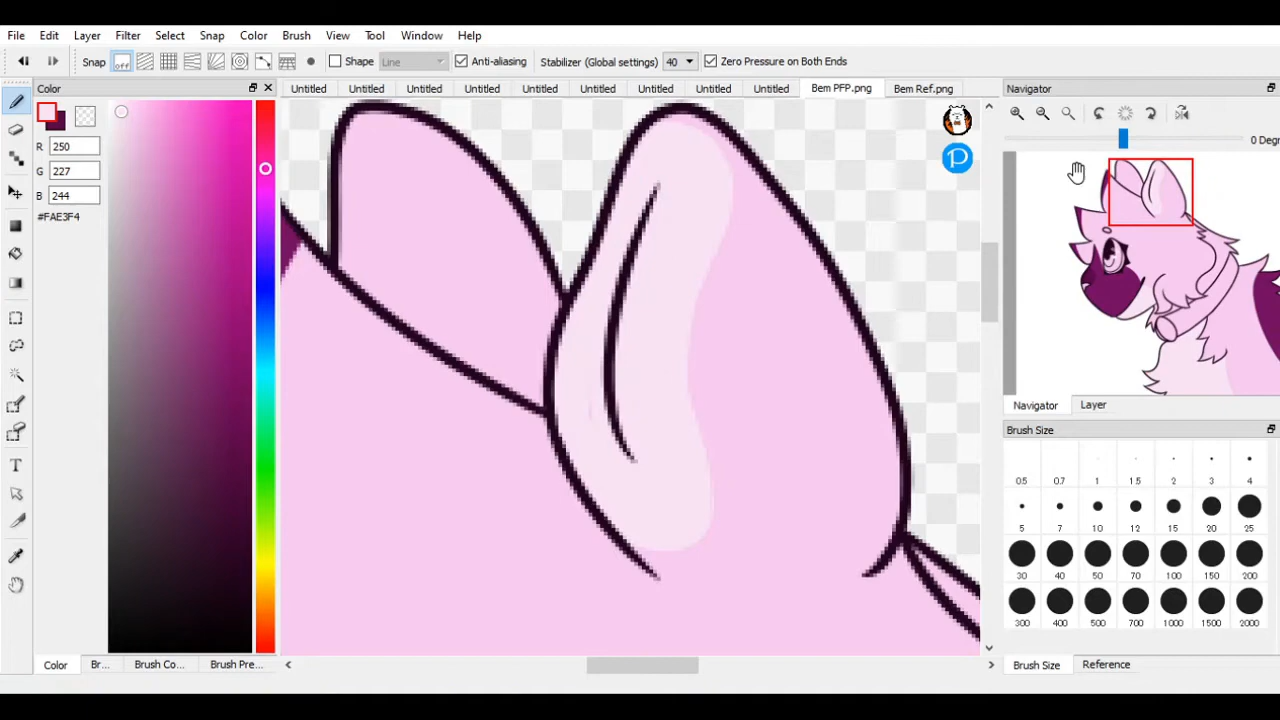 File Edit Layer Filter Select Snap Color Brush View Tool Window Help
Snap off Shape Line Anti-aliasing Stabilizer (Global settings) 40 Zero Pressure on Both Ends
Color Untitled Untitled Untitled Untitled Untitled Untitled Untitled Untitled Untitled Bem PFP.png Bem Ref.png Navigator
0 Degr
R 250
G 227
B 244
#FAE3F4
Navigator Layer
Brush Size
0.5 0.7 1 1.5 2 3 4
5 7 10 12 15 20 25
30 40 50 70 100 150 200
300 400 500 700 1000 1500 2000
Color Br... Brush Co... Brush Pre... Brush Size Reference
T